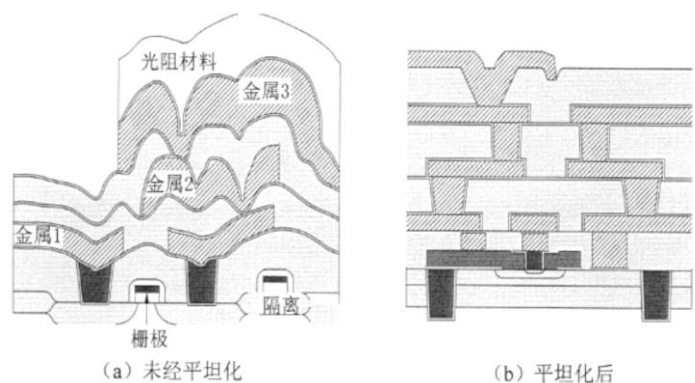 光阻材料
金属3
金属2
金属1
隔离
栅极
(a) 未经平坦化
(b) 平坦化后